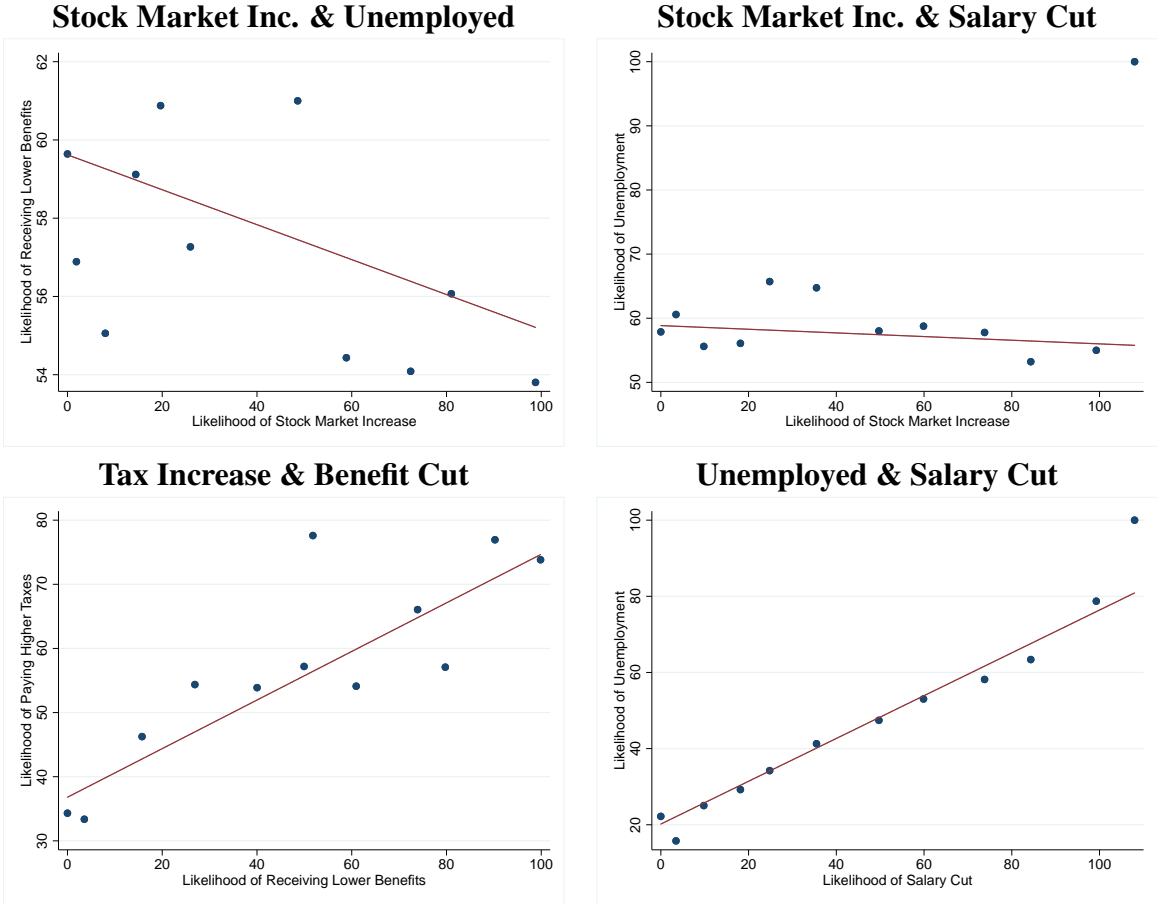 Stock Market Inc. & Unemployed
Likelihood of Receiving Lower Benefits
62
60
58
56
54
0 20 40 60 80 100
Likelihood of Stock Market Increase
Stock Market Inc. & Salary Cut
Likelihood of Unemployment
100
90
80
70
60
50
0 20 40 60 80 100
Likelihood of Stock Market Increase
Tax Increase & Benefit Cut
Likelihood of Paying Higher Taxes
80
70
60
50
40
30
0 20 40 60 80 100
Likelihood of Receiving Lower Benefits
Unemployed & Salary Cut
Likelihood of Unemployment
100
80
60
40
20
0 20 40 60 80 100
Likelihood of Salary Cut